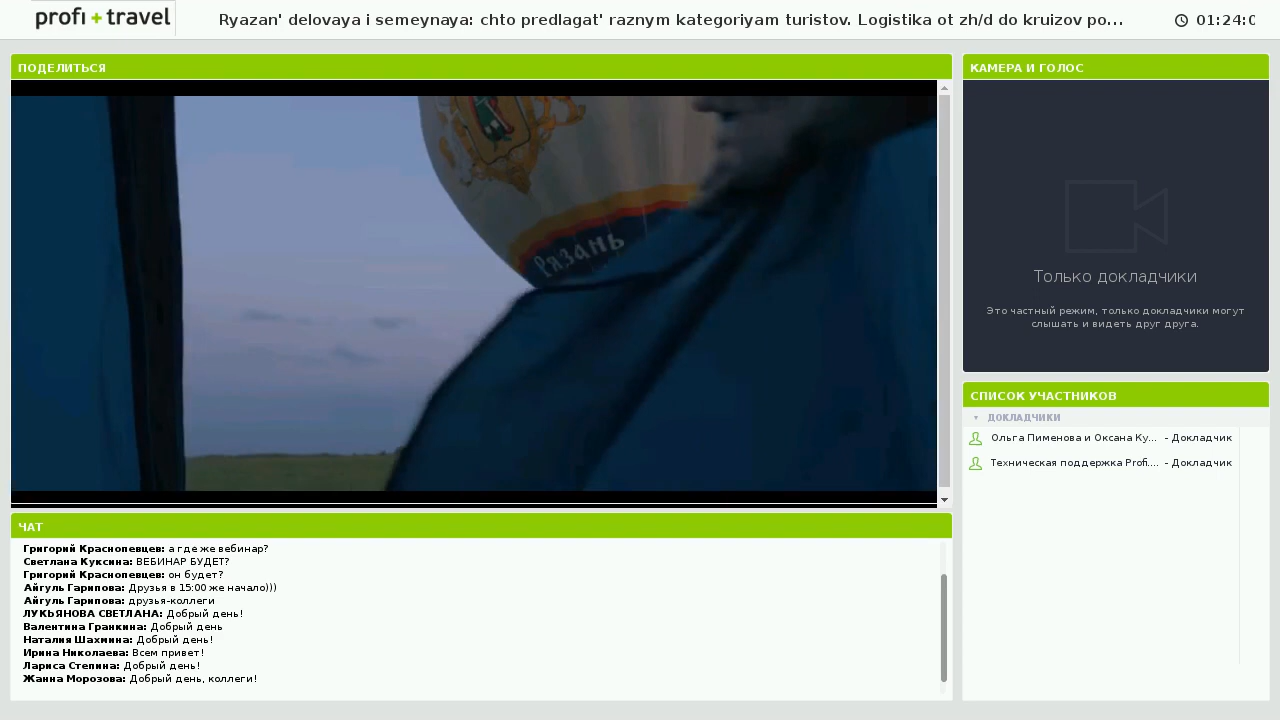 profi + travel
Ryazan' delovaya i semeynaya: chto predlagat' raznym kategoriyam turistov. Logistika ot zh/d do kruizov po...
01:24:0
ПОДЕЛИТЬСЯ
Рязань
ЧАТ
Григорий Краснопевцев: а где же вебинар?
Светлана Куксина: ВЕБИНАР БУДЕТ?
Григорий Краснопевцев: он будет?
Айгуль Гарипова: Друзья в 15:00 же начало)))
Айгуль Гарипова: друзья-коллеги
ЛУКЬЯНОВА СВЕТЛАНА: Добрый день!
Валентина Гранкина: Добрый день
Наталия Шахмина: Добрый день!
Ирина Николаева: Всем привет!
Лариса Степина: Добрый день!
Жанна Морозова: Добрый день, коллеги!
КАМЕРА И ГОЛОС
Только докладчики
Это частный режим, только докладчики могут
слышать и видеть друг друга.
СПИСОК УЧАСТНИКОВ
ДОКЛАДЧИКИ
Ольга Пименова и Оксана Ку... - Докладчик
Техническая поддержка Profi.... - Докладчик